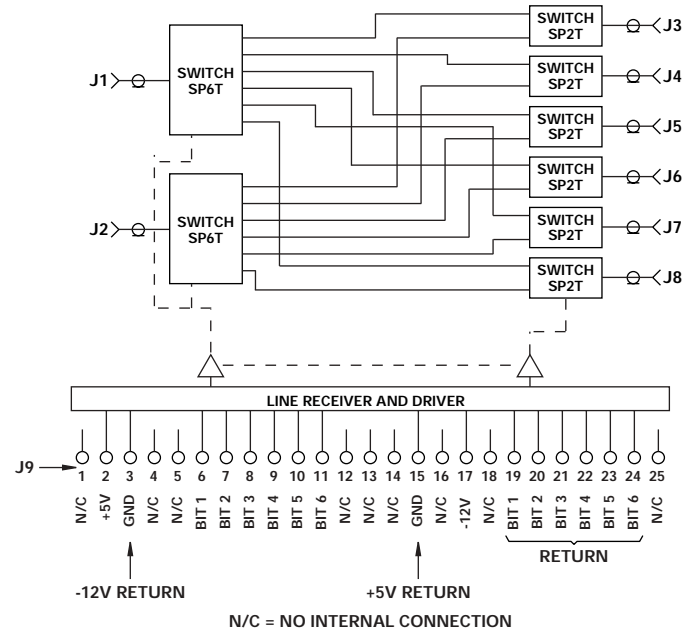 SWITCH
SP2T
J3
SWITCH
SP6T
J1
SWITCH
SP2T
J4
SWITCH
SP2T
J5
SWITCH
SP2T
J6
SWITCH
SP6T
J2
SWITCH
SP2T
J7
SWITCH
SP2T
J8
LINE RECEIVER AND DRIVER
J9
1 2 3 4 5 6 7 8 9 10 11 12 13 14 15 16 17 18 19 20 21 22 23 24 25
N/C
+5V
GND
N/C
N/C
BIT 1
BIT 2
BIT 3
BIT 4
BIT 5
BIT 6
N/C
N/C
N/C
GND
N/C
-12V
N/C
BIT 1
BIT 2
BIT 3
BIT 4
BIT 5
BIT 6
N/C
RETURN
-12V RETURN
+5V RETURN
N/C = NO INTERNAL CONNECTION